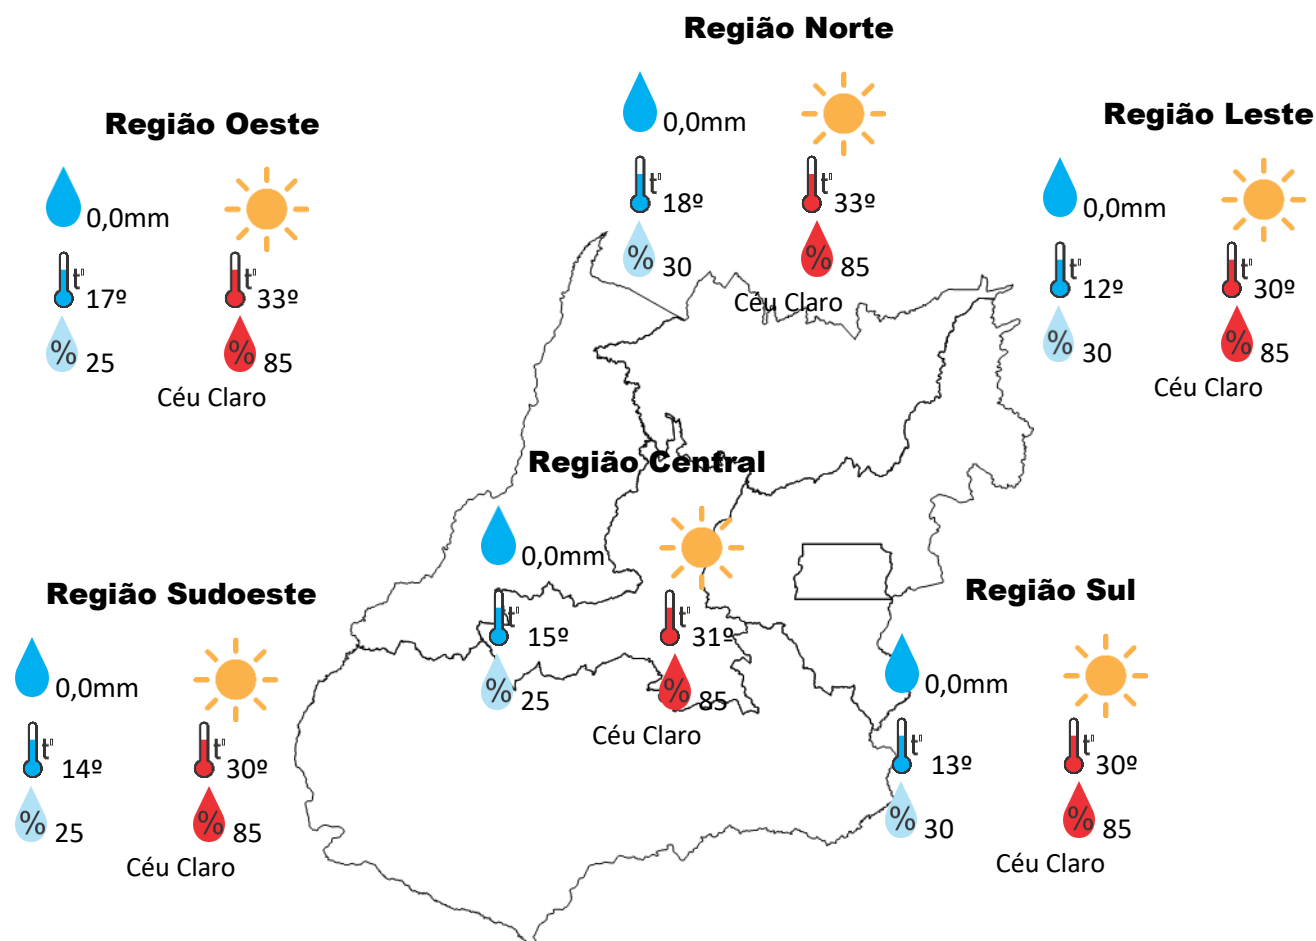 Região Norte
0,0mm
t°
18º
t°
33º
%
30
%
85
Céu Claro
Região Oeste
0,0mm
t°
17º
t°
33º
%
25
%
85
Céu Claro
Região Leste
0,0mm
t°
12º
t°
30º
%
30
%
85
Céu Claro
Região Central
0,0mm
t°
15º
t°
31º
%
25
%
85
Céu Claro
Região Sudoeste
0,0mm
t°
14º
t°
30º
%
25
%
85
Céu Claro
Região Sul
0,0mm
t°
13º
t°
30º
%
30
%
85
Céu Claro